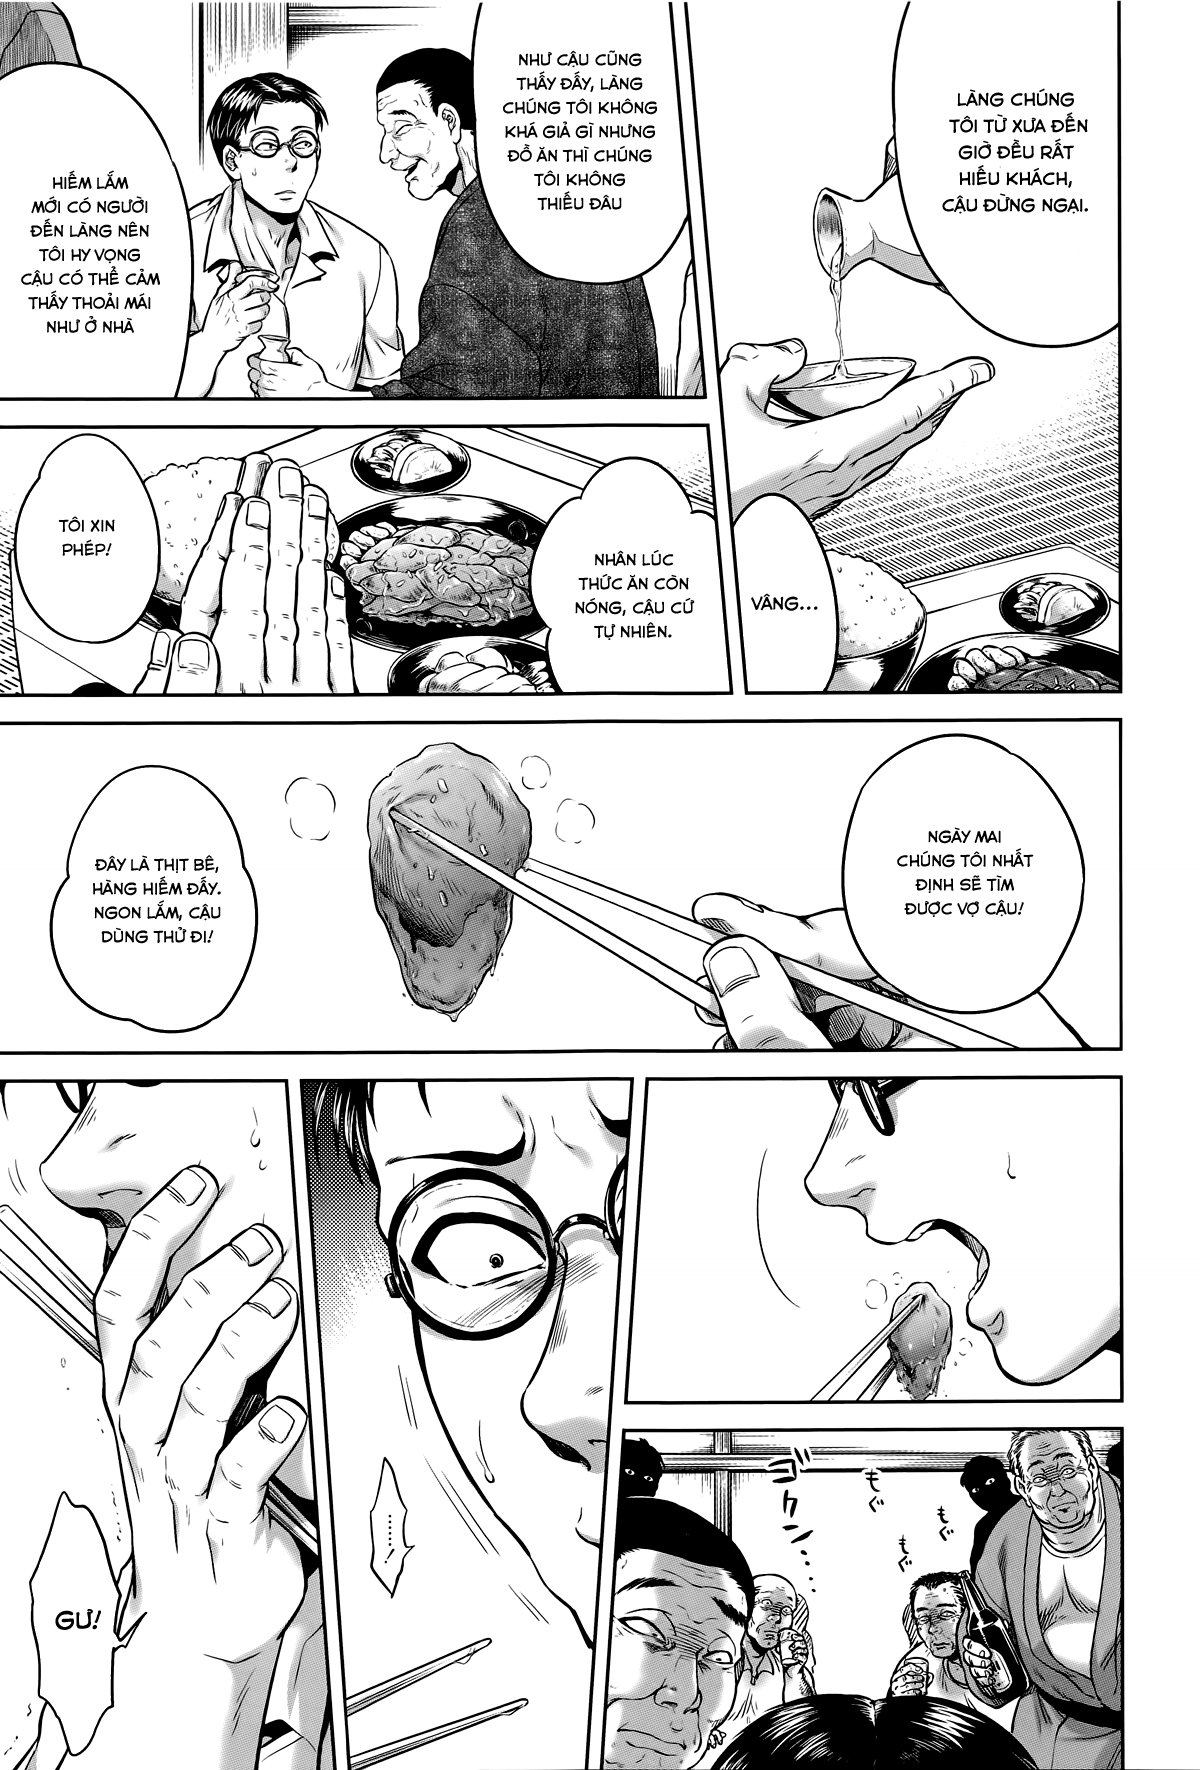 LÀNG CHÚNG
TÔI TỪ XƯA ĐẾN
GIỜ ĐỀU RẤT
HIẾU KHÁCH,
CẬU ĐỪNG NGẠI.
VÂNG...
NHƯ CẬU CŨNG
THẤY ĐẤY, LÀNG
CHÚNG TÔI KHÔNG
KHÁ GIẢ GÌ NHƯNG
ĐỒ ĂN THÌ CHÚNG
TÔI KHÔNG
THIẾU ĐÂU
HIẾM LẮM
MỚI CÓ NGƯỜI
ĐẾN LÀNG NÊN
TÔI HY VỌNG
CẬU CÓ THỂ CẢM
THẤY THOẢI MÁI
NHƯ Ở NHÀ
NHÂN LÚC
THỨC ĂN CÒN
NÓNG, CẬU CỨ
TỰ NHIÊN.
TÔI XIN
PHÉP!
NGÀY MAI
CHÚNG TÔI NHẤT
ĐỊNH SẼ TÌM
ĐƯỢC VỢ CẬU!
ĐÂY LÀ THỊT BÊ,
HÀNG HIẾM ĐẤY.
NGON LẮM, CẬU
DÙNG THỬ ĐI!
もぐ
もぐ
もぐ
ゴクン...
......!
GƯ!